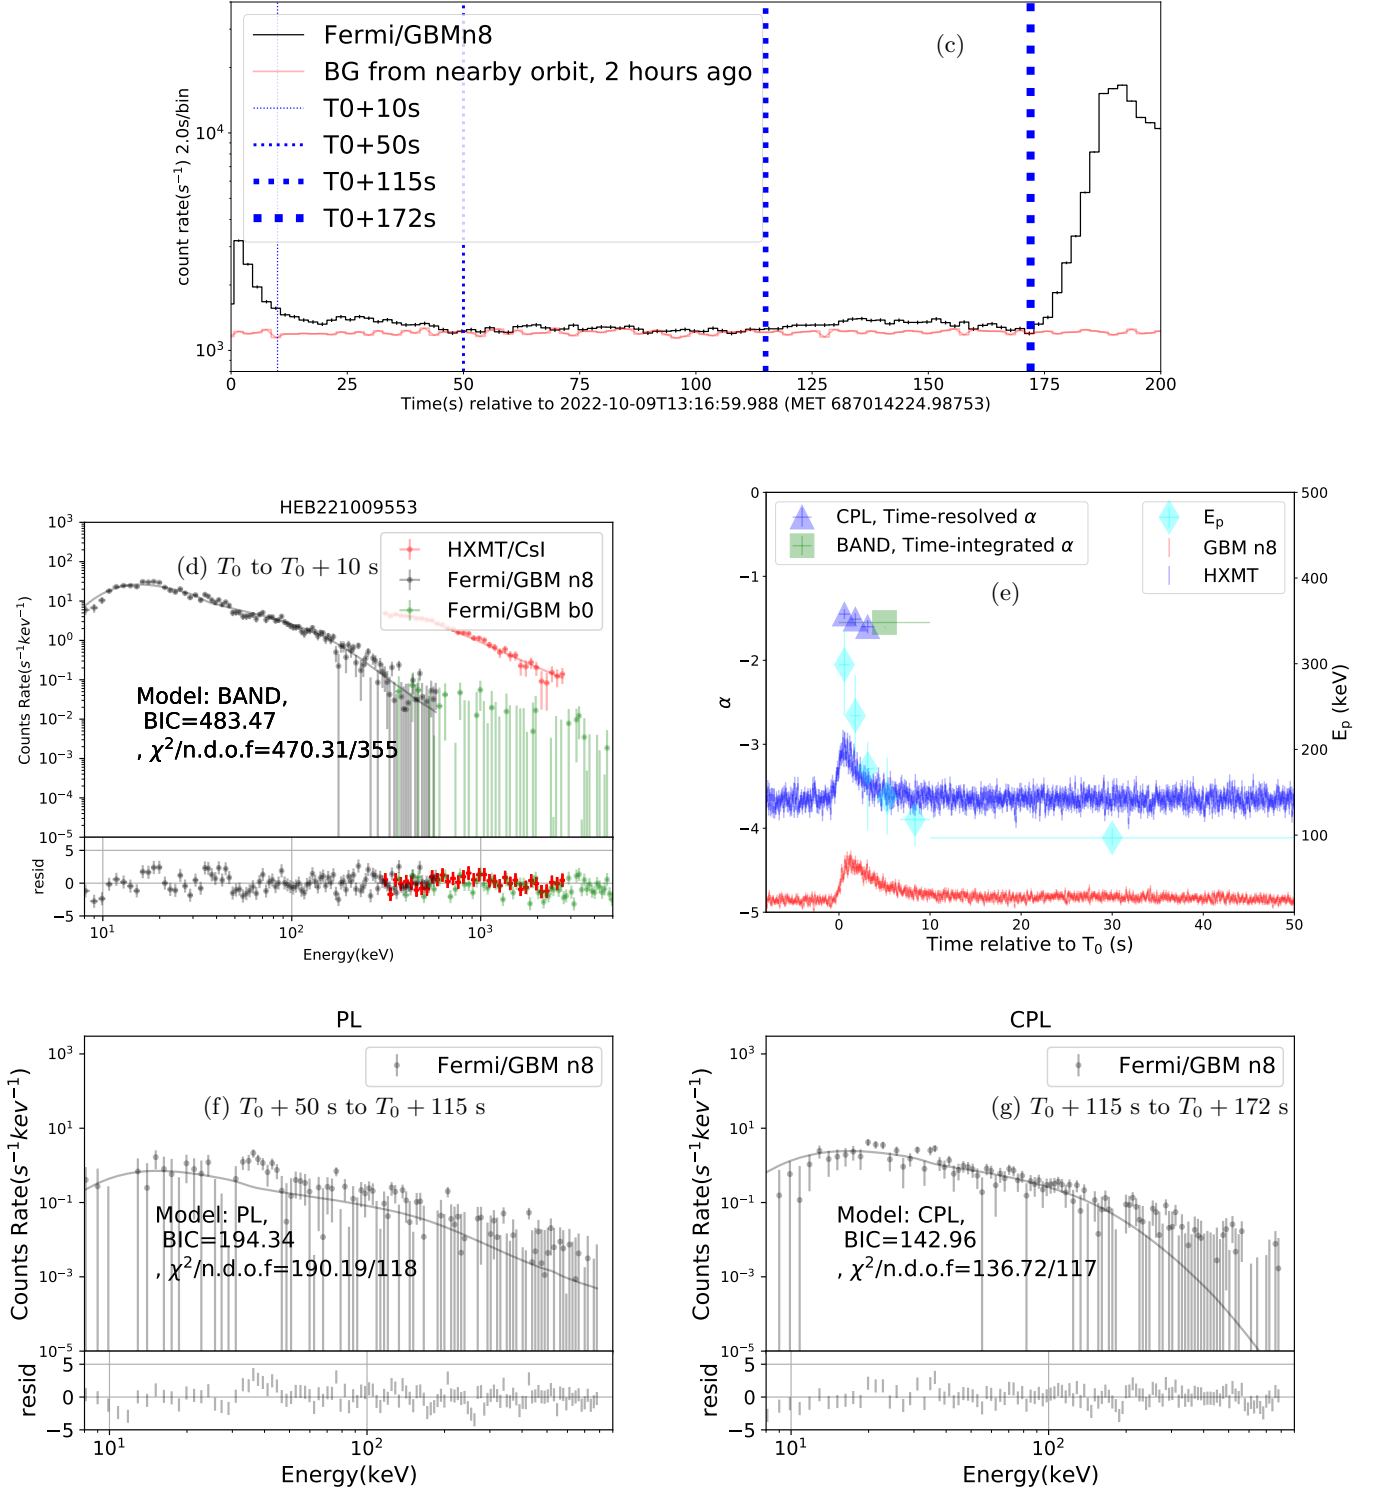 Fermi/GBMn8
BG from nearby orbit, 2 hours ago
T0+10s
T0+50s
T0+115s
T0+172s
(c)
count rate(s⁻¹) 2.0s/bin
10⁴
10³
0 25 50 75 100 125 150 175 200
Time(s) relative to 2022-10-09T13:16:59.988 (MET 687014224.98753)
HEB221009553
(d) T₀ to T₀ + 10 s
HXMT/CsI
Fermi/GBM n8
Fermi/GBM b0
Counts Rate(s⁻¹kev⁻¹)
10³
10²
10¹
10⁰
10⁻¹
10⁻²
10⁻³
10⁻⁴
10⁻⁵
Model: BAND,
BIC=483.47
, χ²/n.d.o.f=470.31/355
resid
5
0
−5
10¹ 10² 10³
Energy(keV)
CPL, Time-resolved α
BAND, Time-integrated α
Eₚ
GBM n8
HXMT
(e)
α
0
−1
−2
−3
−4
−5
500
400
300
200
100
Eₚ (keV)
0 10 20 30 40 50
Time relative to T₀ (s)
PL
Fermi/GBM n8
(f) T₀ + 50 s to T₀ + 115 s
Counts Rate(s⁻¹kev⁻¹)
10³
10¹
10⁻¹
10⁻³
10⁻⁵
Model: PL,
BIC=194.34
, χ²/n.d.o.f=190.19/118
resid
5
0
−5
10¹ 10²
Energy(keV)
CPL
Fermi/GBM n8
(g) T₀ + 115 s to T₀ + 172 s
Counts Rate(s⁻¹kev⁻¹)
10³
10¹
10⁻¹
10⁻³
10⁻⁵
Model: CPL,
BIC=142.96
, χ²/n.d.o.f=136.72/117
resid
5
0
−5
10¹ 10²
Energy(keV)